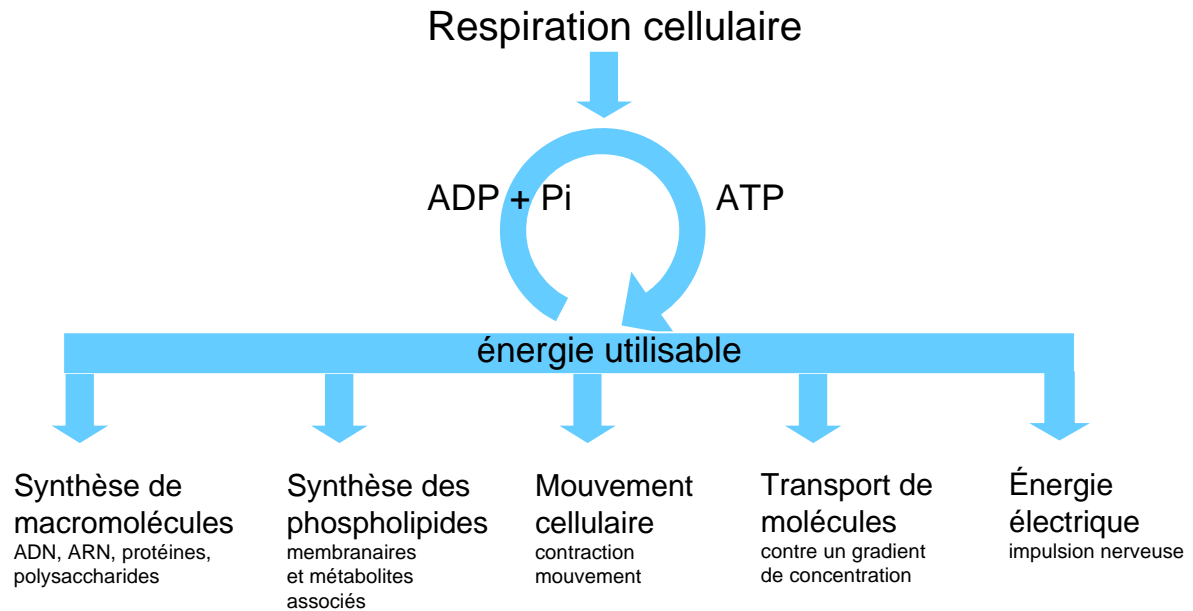 Respiration cellulaire
ADP + Pi
ATP
énergie utilisable
Synthèse de
macromolécules
ADN, ARN, protéines,
polysaccharides
Synthèse des
phospholipides
membranaires
et métabolites
associés
Mouvement
cellulaire
contraction
mouvement
Transport de
molécules
contre un gradient
de concentration
Énergie
électrique
impulsion nerveuse